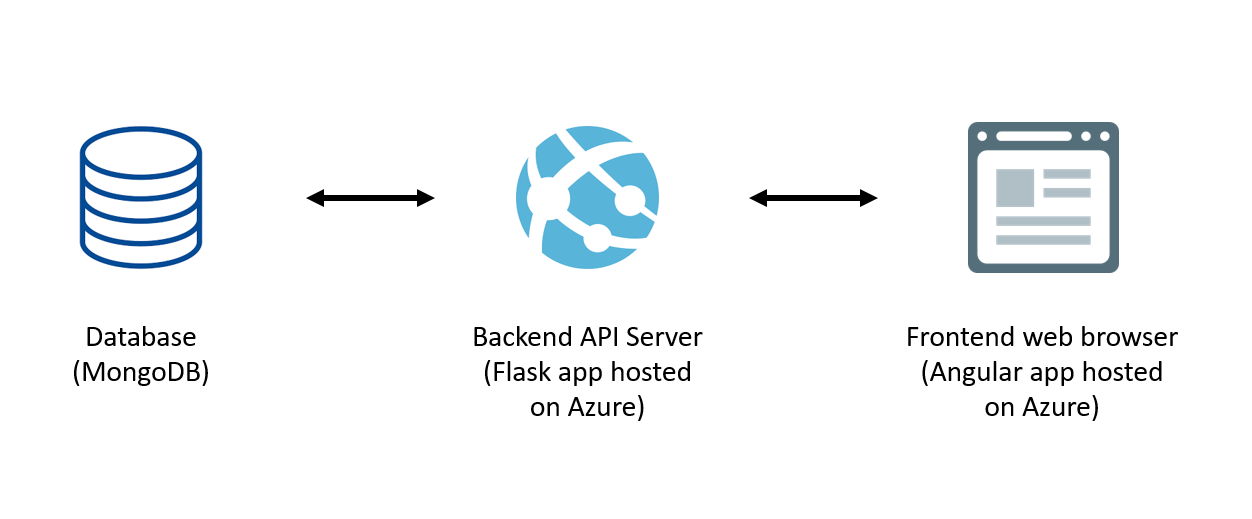 Database
(MongoDB)
Backend API Server
(Flask app hosted
on Azure)
Frontend web browser
(Angular app hosted
on Azure)